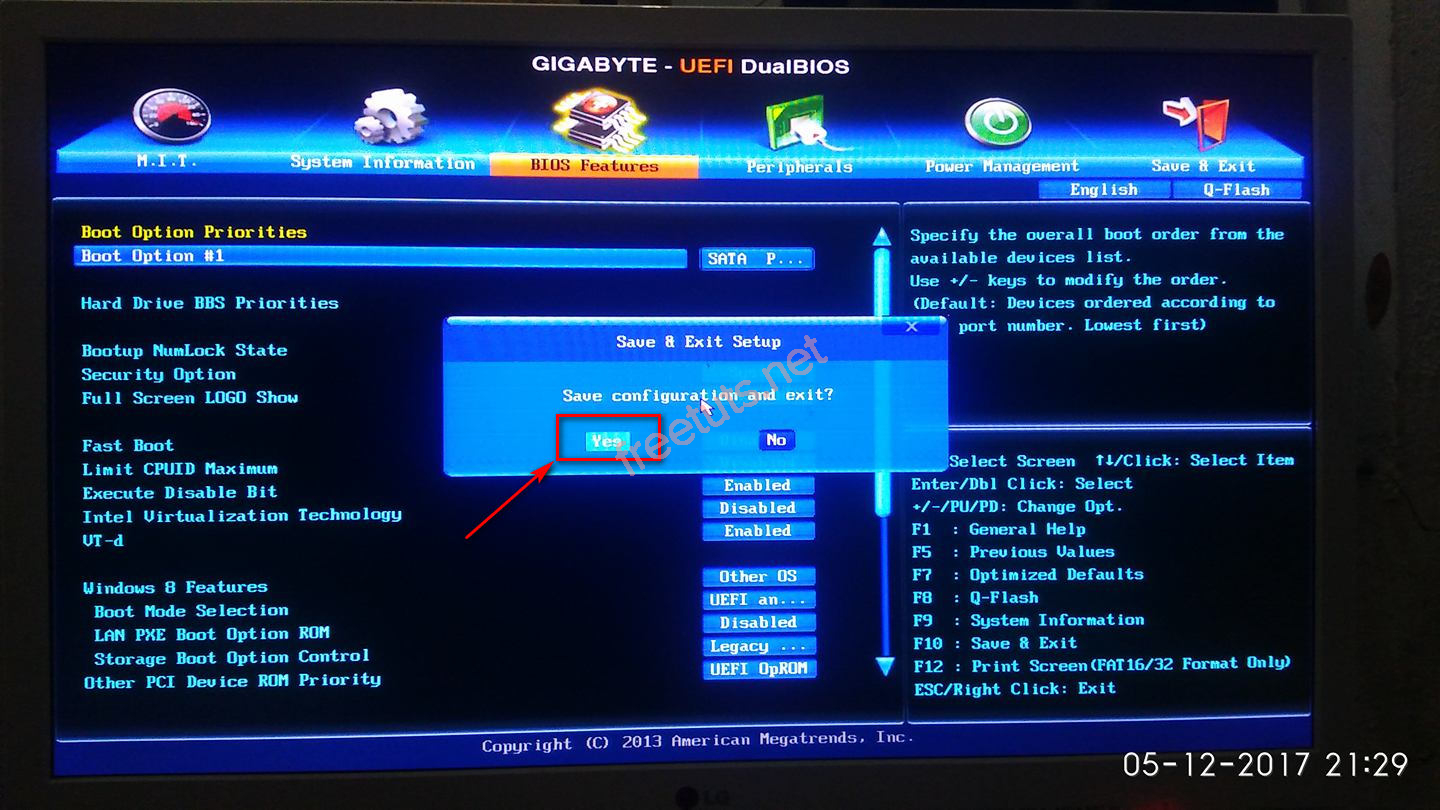 GIGABYTE - UEFI DualBIOS
M.I.T.
System Information
BIOS Features
Peripherals
Power Management
Save & Exit
English
Q-Flash
Boot Option Priorities
Boot Option #1
SATA P...
Hard Drive BBS Priorities
Bootup NumLock State
Security Option
Full Screen LOGO Show
Fast Boot
Limit CPUID Maximum
Execute Disable Bit
Enabled
Intel Virtualization Technology
Disabled
VT-d
Enabled
Windows 8 Features
Other OS
Boot Mode Selection
UEFI an...
LAN PXE Boot Option ROM
Disabled
Storage Boot Option Control
Legacy ...
Other PCI Device ROM Priority
UEFI OpROM
Save & Exit Setup
Save configuration and exit?
Yes
No
freetuts.net
Specify the overall boot order from the
available devices list.
Use +/- keys to modify the order.
(Default: Devices ordered according to
port number. Lowest first)
Select Screen ↑↓/Click: Select Item
Enter/Dbl Click: Select
+/-/PU/PD: Change Opt.
F1 : General Help
F5 : Previous Values
F7 : Optimized Defaults
F8 : Q-Flash
F9 : System Information
F10 : Save & Exit
F12 : Print Screen(FAT16/32 Format Only)
ESC/Right Click: Exit
Copyright (C) 2013 American Megatrends, Inc.
05-12-2017 21:29
LG